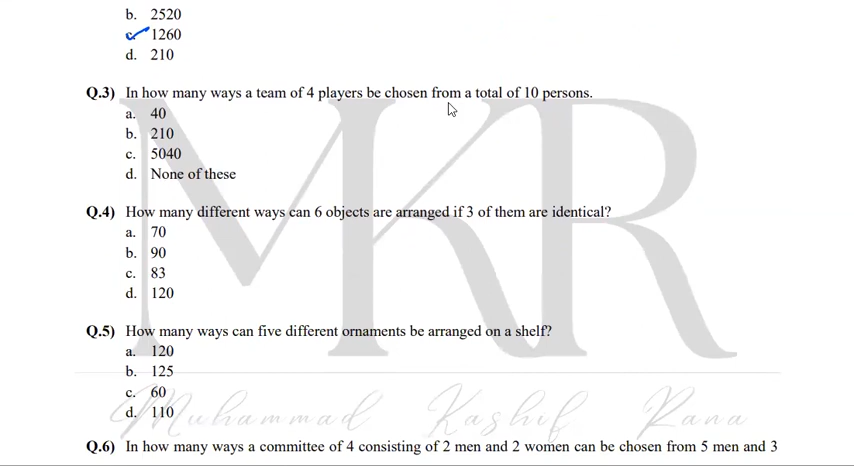 b. 2520
c. 1260
d. 210
Q.3) In how many ways a team of 4 players be chosen from a total of 10 persons.
a. 40
b. 210
c. 5040
d. None of these
Q.4) How many different ways can 6 objects are arranged if 3 of them are identical?
a. 70
b. 90
c. 83
d. 120
Q.5) How many ways can five different ornaments be arranged on a shelf?
a. 120
b. 125
c. 60
d. 110
MKR
Muhammad Kashif Rana
Q.6) In how many ways a committee of 4 consisting of 2 men and 2 women can be chosen from 5 men and 3